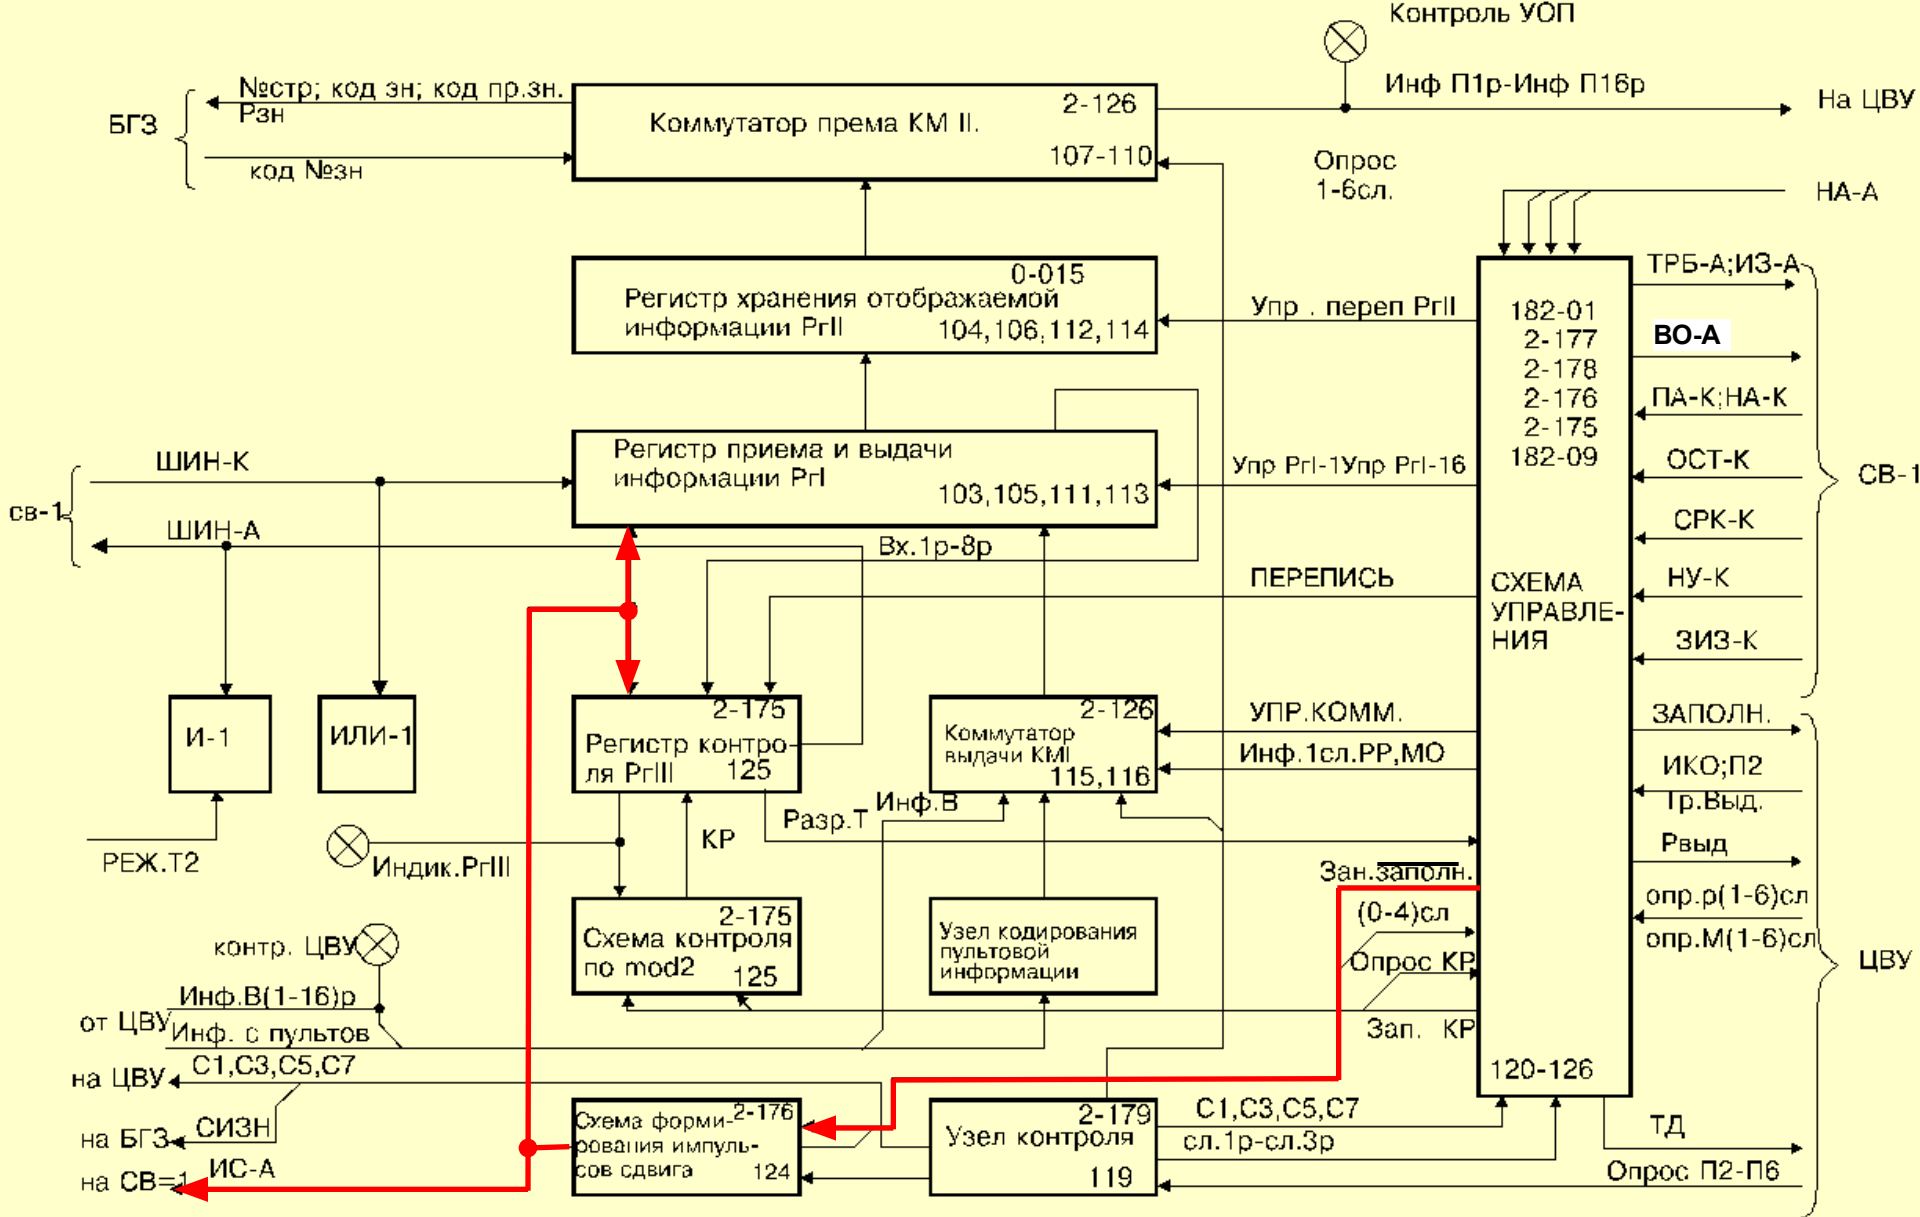 Контроль УОП
№стр; код зн; код пр.зн.
Рзн
БГЗ
код №зн
2-126
Коммутатор према КМ II.
107-110
Инф П1р-Инф П16р
На ЦВУ
Опрос
1-6сл.
НА-А
0-015
Регистр хранения отображаемой
информации РгII
104,106,112,114
Упр . переп РгII
182-01
2-177
2-178
2-176
2-175
182-09
ТРБ-А;ИЗ-А
ВО-А
ПА-К;НА-К
ОСТ-К
СРК-К
НУ-К
ЗИЗ-К
СВ-1
ШИН-К
св-1
ШИН-А
Регистр приема и выдачи
информации РгI
103,105,111,113
Упр РгI-1Упр РгI-16
Вх.1р-8р
ПЕРЕПИСЬ
СХЕМА
УПРАВЛЕ-
НИЯ
И-1
ИЛИ-1
2-175
Регистр контро-
ля РгIII
125
2-126
Коммутатор
выдачи КМI
115,116
УПР.КОММ.
Инф.1сл.РР,МО
ЗАПОЛН.
ИКО;П2
Тр.Выд.
Рвыд
опр.р(1-6)сл
опр.М(1-6)сл
ЦВУ
РЕЖ.Т2
Индик.РгIII
КР
Разр.Т
Инф.В
Зан.заполн.
(0-4)сл
Опрос КР
Зап. КР
контр. ЦВУ
2-175
Схема контроля
по mod2
125
Узел кодирования
пультовой
информации
Инф.В(1-16)р
от ЦВУ
Инф. с пультов
на ЦВУ
С1,С3,С5,С7
120-126
на БГЗ
СИЗН
на СВ=1
ИС-А
2-176
Схема форми-
рования импуль-
сов сдвига
124
2-179
Узел контроля
119
С1,С3,С5,С7
сл.1р-сл.3р
ТД
Опрос П2-П6